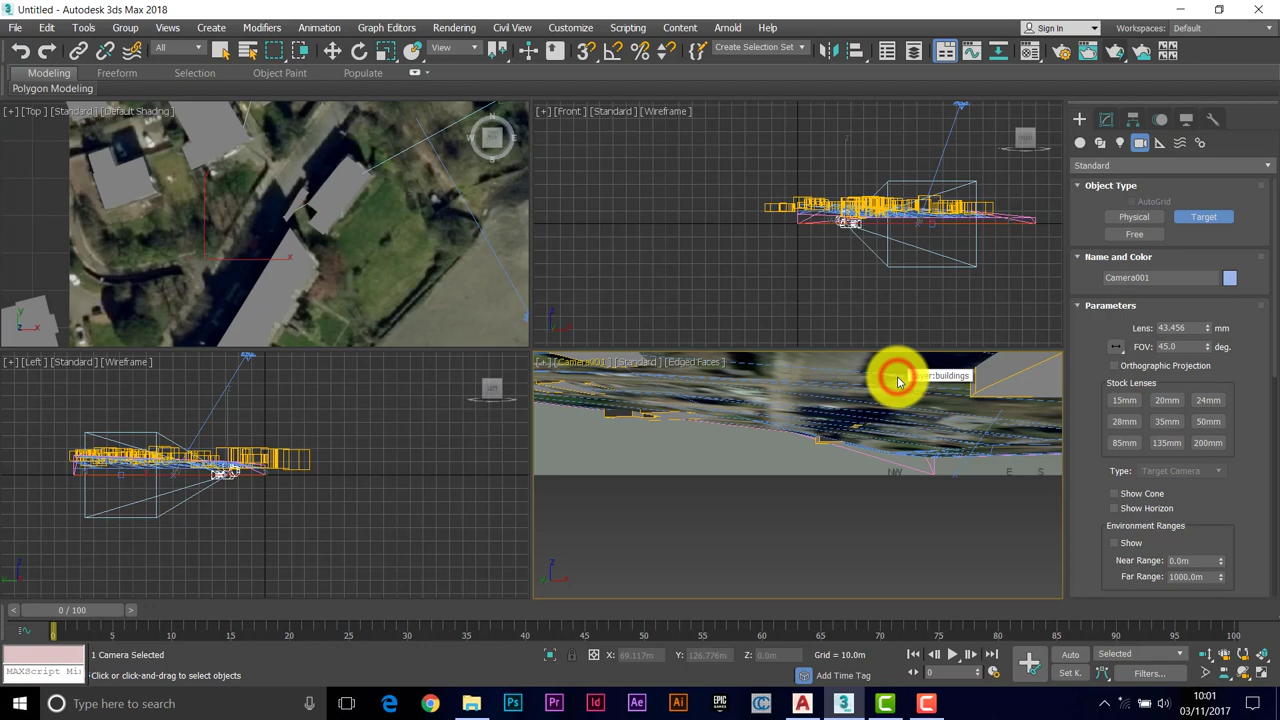 Untitled - Autodesk 3ds Max 2018
File Edit Tools Group Views Create Modifiers Animation Graph Editors Rendering Civil View Customize Scripting Content Arnold Help
Sign In
Workspaces: Default
All
View
Create Selection Set
Modeling Freeform Selection Object Paint Populate
Polygon Modeling
[+] [Top ] [Standard ] [Default Shading ]
[+] [Front ] [Standard ] [Wireframe ]
N
W E
S
Standard
Object Type
AutoGrid
Physical Target
Free
Name and Color
Camera001
Parameters
Lens: 43.456 mm
FOV: 45.0 deg.
[+] [Left ] [Standard ] [Wireframe ]
[+] [Camera001 ] [Standard ] [Edged Faces ]
:buildings
Orthographic Projection
Stock Lenses
15mm 20mm 24mm
28mm 35mm 50mm
85mm 135mm 200mm
Type: Target Camera
NW E S
Show Cone
Show Horizon
Environment Ranges
Show
Near Range: 0.0m
Far Range: 1000.0m
0 / 100
0 5 10 15 20 25 30 35 40 45 50 55 60 65 70 75 80 85 90 95 100
1 Camera Selected
X: 69.117m Y: 126.776m Z: 0.0m Grid = 10.0m
Auto Selected
MAXScript Mi
Click or click-and-drag to select objects
Add Time Tag
0
Set K. Filters...
Type here to search
10:01
03/11/2017